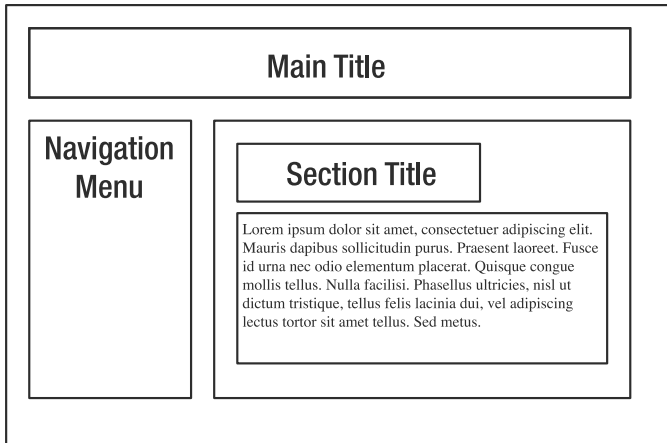 Main Title
Navigation
Menu
Section Title
Lorem ipsum dolor sit amet, consectetuer adipiscing elit.
Mauris dapibus sollicitudin purus. Praesent laoreet. Fusce
id urna nec odio elementum placerat. Quisque congue
mollis tellus. Nulla facilisi. Phasellus ultricies, nisl ut
dictum tristique, tellus felis lacinia dui, vel adipiscing
lectus tortor sit amet tellus. Sed metus.